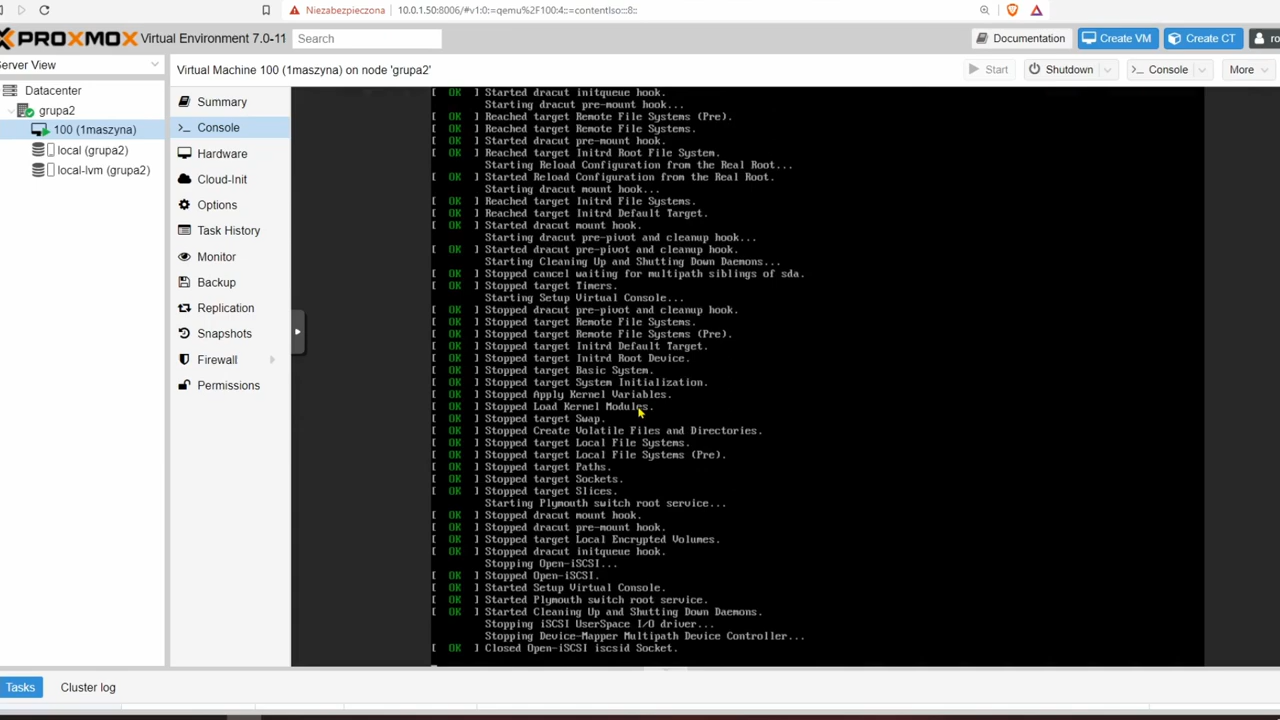 Niezabezpieczona 10.0.1.50:8006/#v1:0:=qemu%2F100:4::=contentIso:::8::
PROXMOX Virtual Environment 7.0-11 Search Documentation Create VM Create CT ro
erver View
Virtual Machine 100 (1maszyna) on node 'grupa2' Start Shutdown Console More
Datacenter
grupa2
100 (1maszyna)
local (grupa2)
local-lvm (grupa2)
Summary
Console
Hardware
Cloud-Init
Options
Task History
Monitor
Backup
Replication
Snapshots
Firewall
Permissions
[ OK ] Started dracut initqueue hook.
Starting dracut pre-mount hook...
[ OK ] Reached target Remote File Systems (Pre).
[ OK ] Reached target Remote File Systems.
[ OK ] Started dracut pre-mount hook.
[ OK ] Reached target Initrd Root File System.
Starting Reload Configuration from the Real Root...
[ OK ] Started Reload Configuration from the Real Root.
Starting dracut mount hook...
[ OK ] Reached target Initrd File Systems.
[ OK ] Reached target Initrd Default Target.
[ OK ] Started dracut mount hook.
Starting dracut pre-pivot and cleanup hook...
[ OK ] Started dracut pre-pivot and cleanup hook.
Starting Cleaning Up and Shutting Down Daemons...
[ OK ] Stopped cancel waiting for multipath siblings of sda.
[ OK ] Stopped target Timers.
Starting Setup Virtual Console...
[ OK ] Stopped dracut pre-pivot and cleanup hook.
[ OK ] Stopped target Remote File Systems.
[ OK ] Stopped target Remote File Systems (Pre).
[ OK ] Stopped target Initrd Default Target.
[ OK ] Stopped target Initrd Root Device.
[ OK ] Stopped target Basic System.
[ OK ] Stopped target System Initialization.
[ OK ] Stopped Apply Kernel Variables.
[ OK ] Stopped Load Kernel Modules.
[ OK ] Stopped target Swap.
[ OK ] Stopped Create Volatile Files and Directories.
[ OK ] Stopped target Local File Systems.
[ OK ] Stopped target Local File Systems (Pre).
[ OK ] Stopped target Paths.
[ OK ] Stopped target Sockets.
[ OK ] Stopped target Slices.
Starting Plymouth switch root service...
[ OK ] Stopped dracut mount hook.
[ OK ] Stopped dracut pre-mount hook.
[ OK ] Stopped target Local Encrypted Volumes.
[ OK ] Stopped dracut initqueue hook.
Stopping Open-iSCSI...
[ OK ] Stopped Open-iSCSI.
[ OK ] Started Setup Virtual Console.
[ OK ] Started Plymouth switch root service.
[ OK ] Started Cleaning Up and Shutting Down Daemons.
Stopping iSCSI UserSpace I/O driver...
Stopping Device-Mapper Multipath Device Controller...
[ OK ] Closed Open-iSCSI iscsid Socket.
Tasks Cluster log